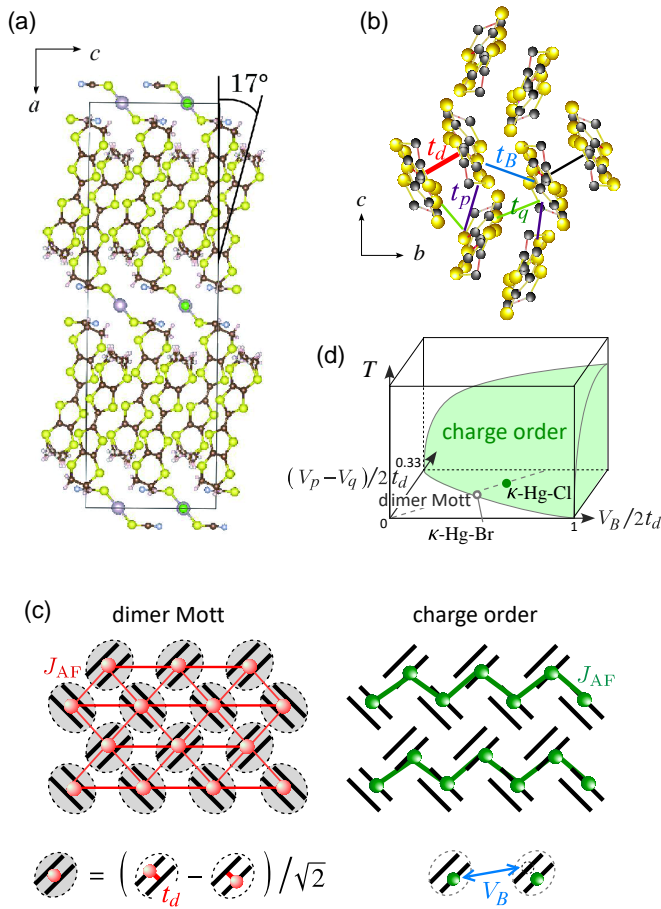 (a)
c
a
17°
(b)
t_d
t_B
t_p
t_q
c
b
(d)
T
charge order
0.33
(V_p − V_q)/2t_d
dimer Mott
κ-Hg-Cl
0
1
V_B/2t_d
κ-Hg-Br
(c)
dimer Mott
charge order
J_AF
J_AF
= ( − ) /√2
t_d
V_B